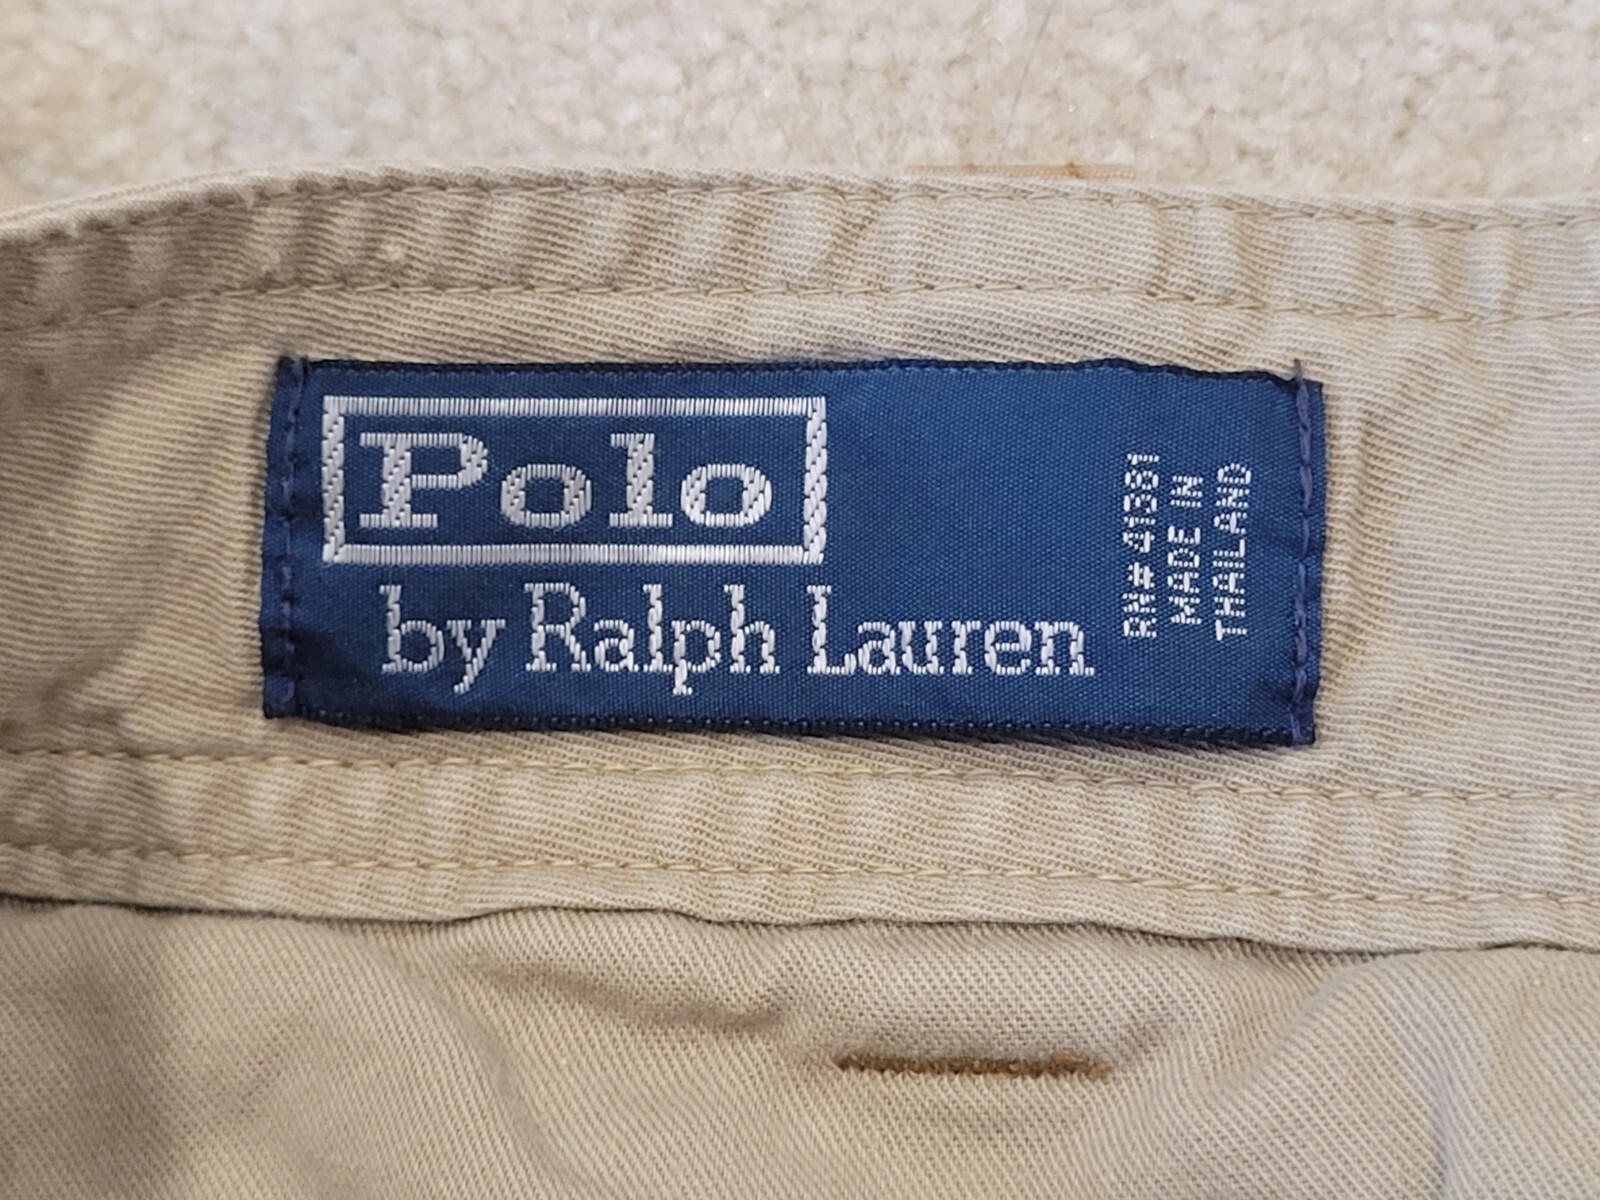 Polo
by Ralph Lauren
RN# 41381
MADE IN
THAILAND